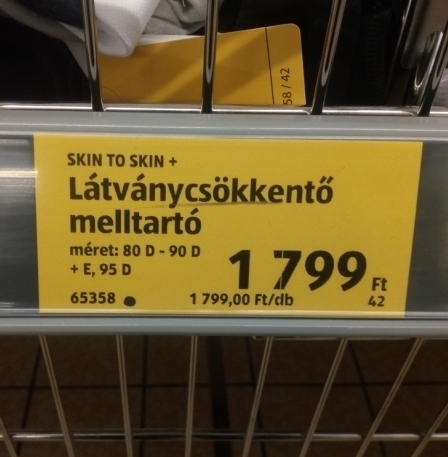 58 / 42
SKIN TO SKIN +
Látványcsökkentő
melltartó
méret: 80 D - 90 D
+ E, 95 D
1 799 Ft
65358 ● 1 799,00 Ft/db 42